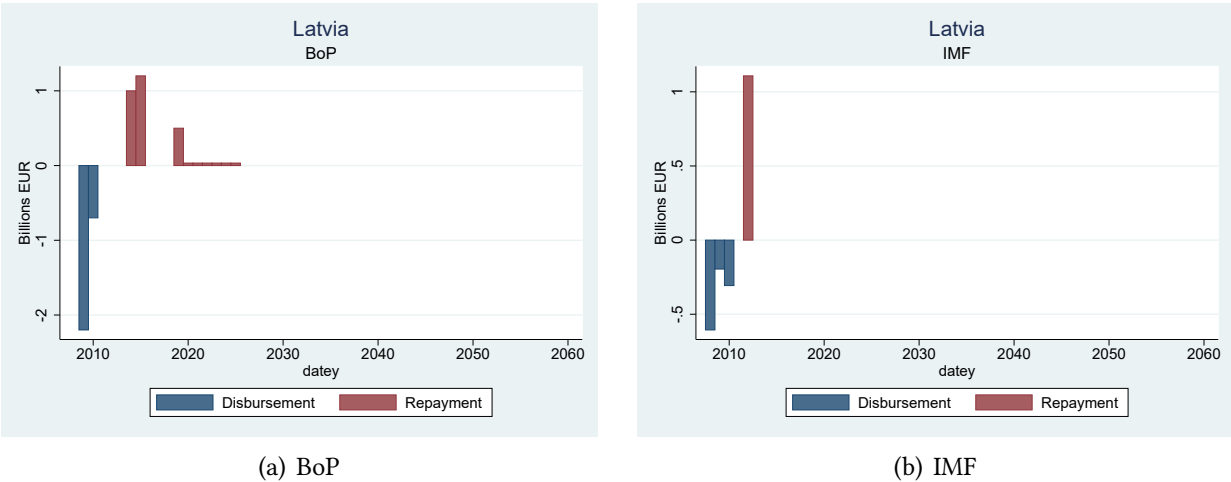 Latvia
BoP
Billions EUR
1
0
-1
-2
2010 2020 2030 2040 2050 2060
datey
Disbursement Repayment
(a) BoP
Latvia
IMF
Billions EUR
1
.5
0
-.5
2010 2020 2030 2040 2050 2060
datey
Disbursement Repayment
(b) IMF